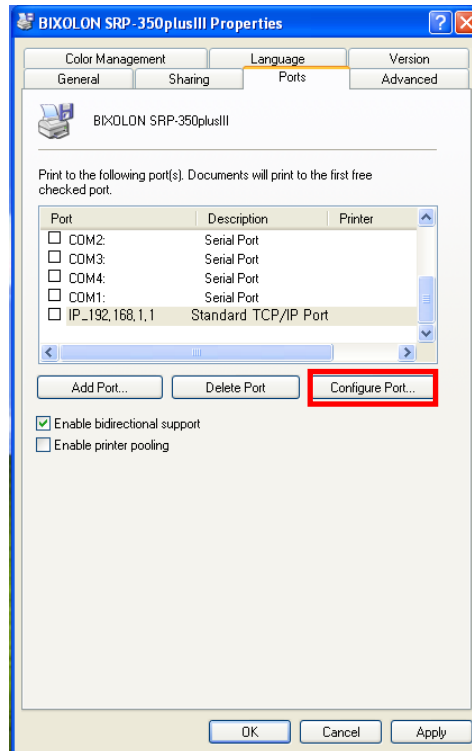 BIXOLON SRP-350plusIII Properties
Color Management Language Version
General Sharing Ports Advanced
BIXOLON SRP-350plusIII
Print to the following port(s). Documents will print to the first free
checked port.
Port Description Printer
COM2: Serial Port
COM3: Serial Port
COM4: Serial Port
COM1: Serial Port
IP_192,168,1,1 Standard TCP/IP Port
Add Port... Delete Port Configure Port...
Enable bidirectional support
Enable printer pooling
OK Cancel Apply